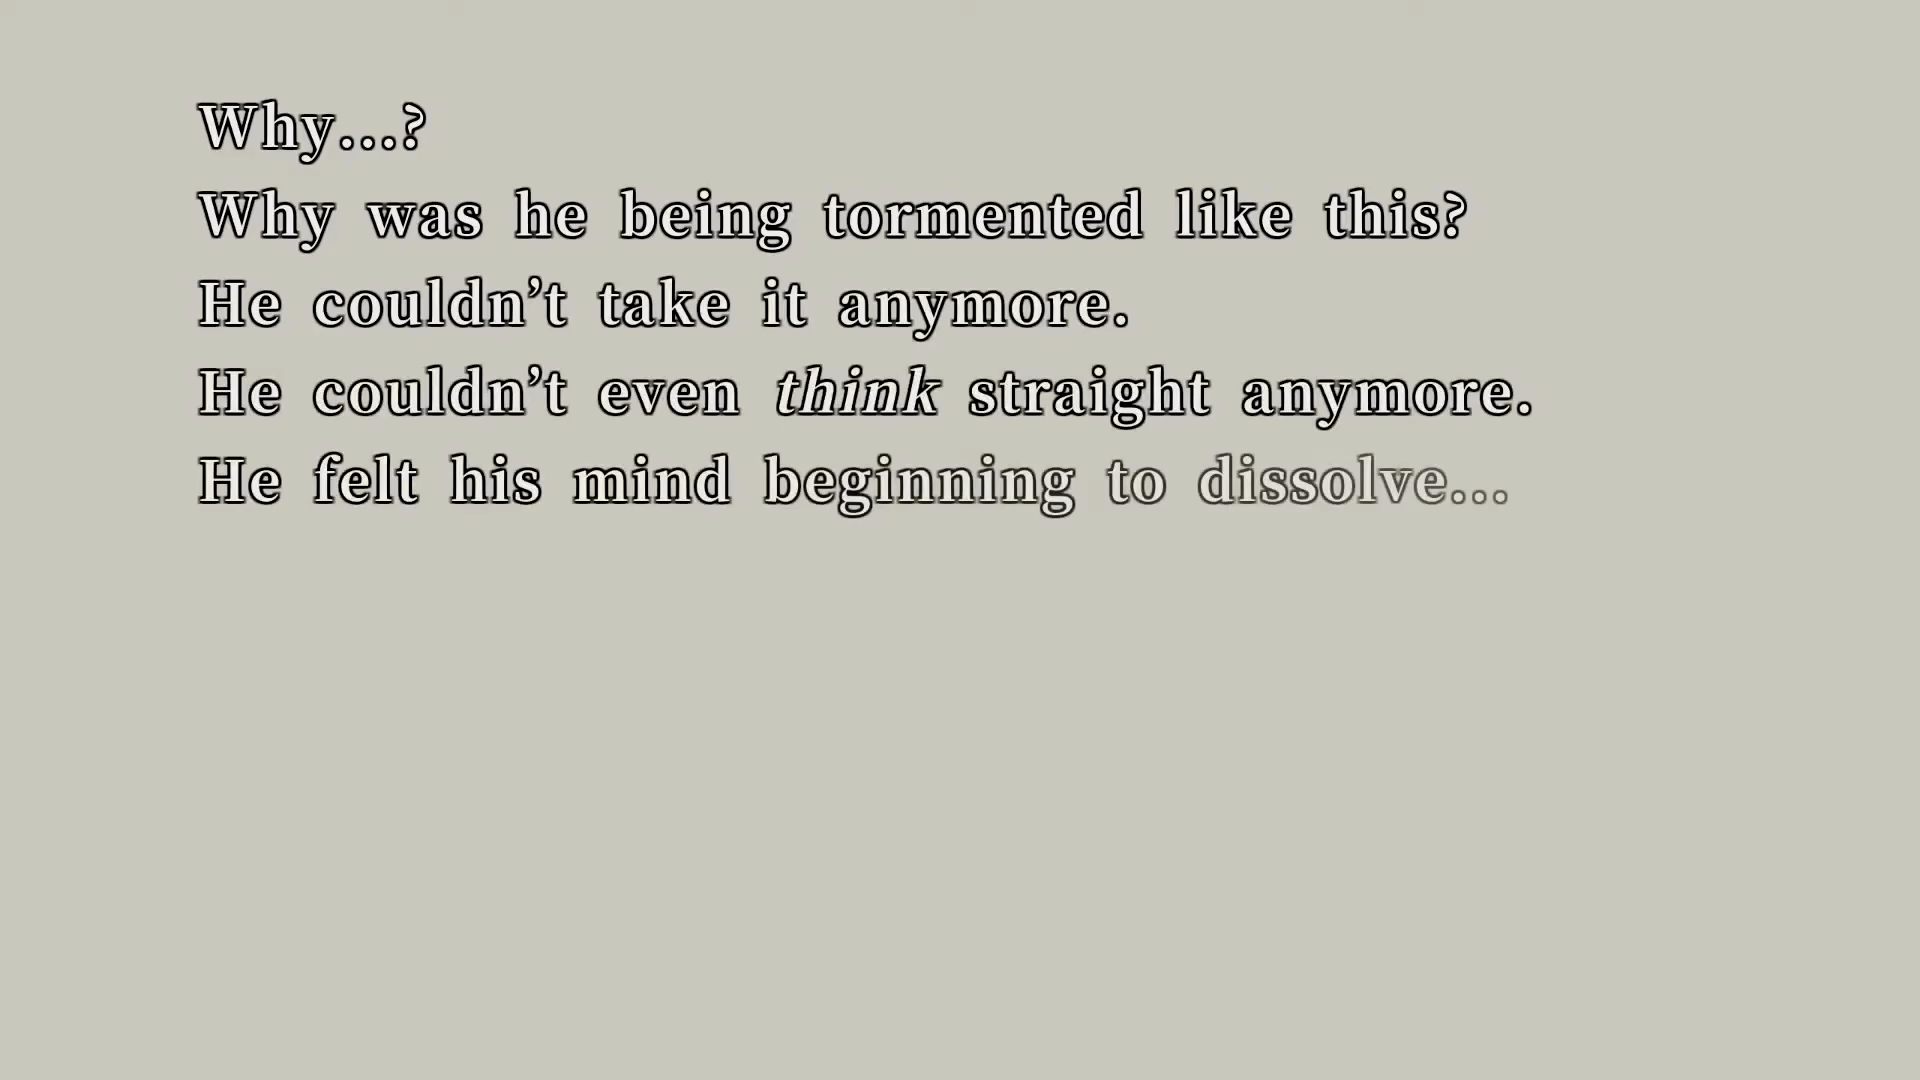 Why...?
Why was he being tormented like this?
He couldn’t take it anymore.
He couldn’t even think straight anymore.
He felt his mind beginning to dissolve...